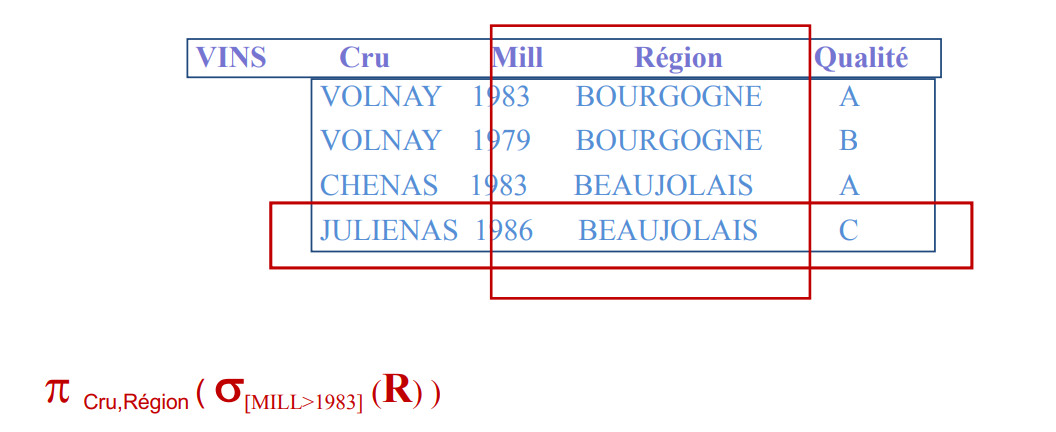 VINS Cru Mill Région Qualité
VOLNAY 1983 BOURGOGNE A
VOLNAY 1979 BOURGOGNE B
CHENAS 1983 BEAUJOLAIS A
JULIENAS 1986 BEAUJOLAIS C
π Cru,Région ( σ [MILL>1983] (R) )